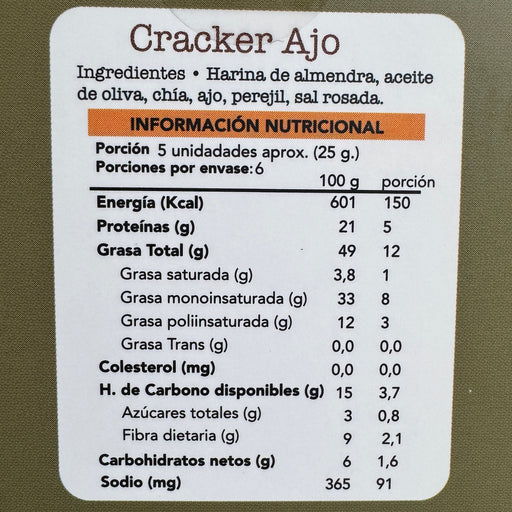 Cracker Ajo
Ingredientes • Harina de almendra, aceite
de oliva, chía, ajo, perejil, sal rosada.
INFORMACIÓN NUTRICIONAL
Porción 5 unidadades aprox. (25 g.)
Porciones por envase:6
100 g porción
Energía (Kcal) 601 150
Proteínas (g) 21 5
Grasa Total (g) 49 12
Grasa saturada (g) 3,8 1
Grasa monoinsaturada (g) 33 8
Grasa poliinsaturada (g) 12 3
Grasa Trans (g) 0,0 0,0
Colesterol (mg) 0,0 0,0
H. de Carbono disponibles (g) 15 3,7
Azúcares totales (g) 3 0,8
Fibra dietaria (g) 9 2,1
Carbohidratos netos (g) 6 1,6
Sodio (mg) 365 91